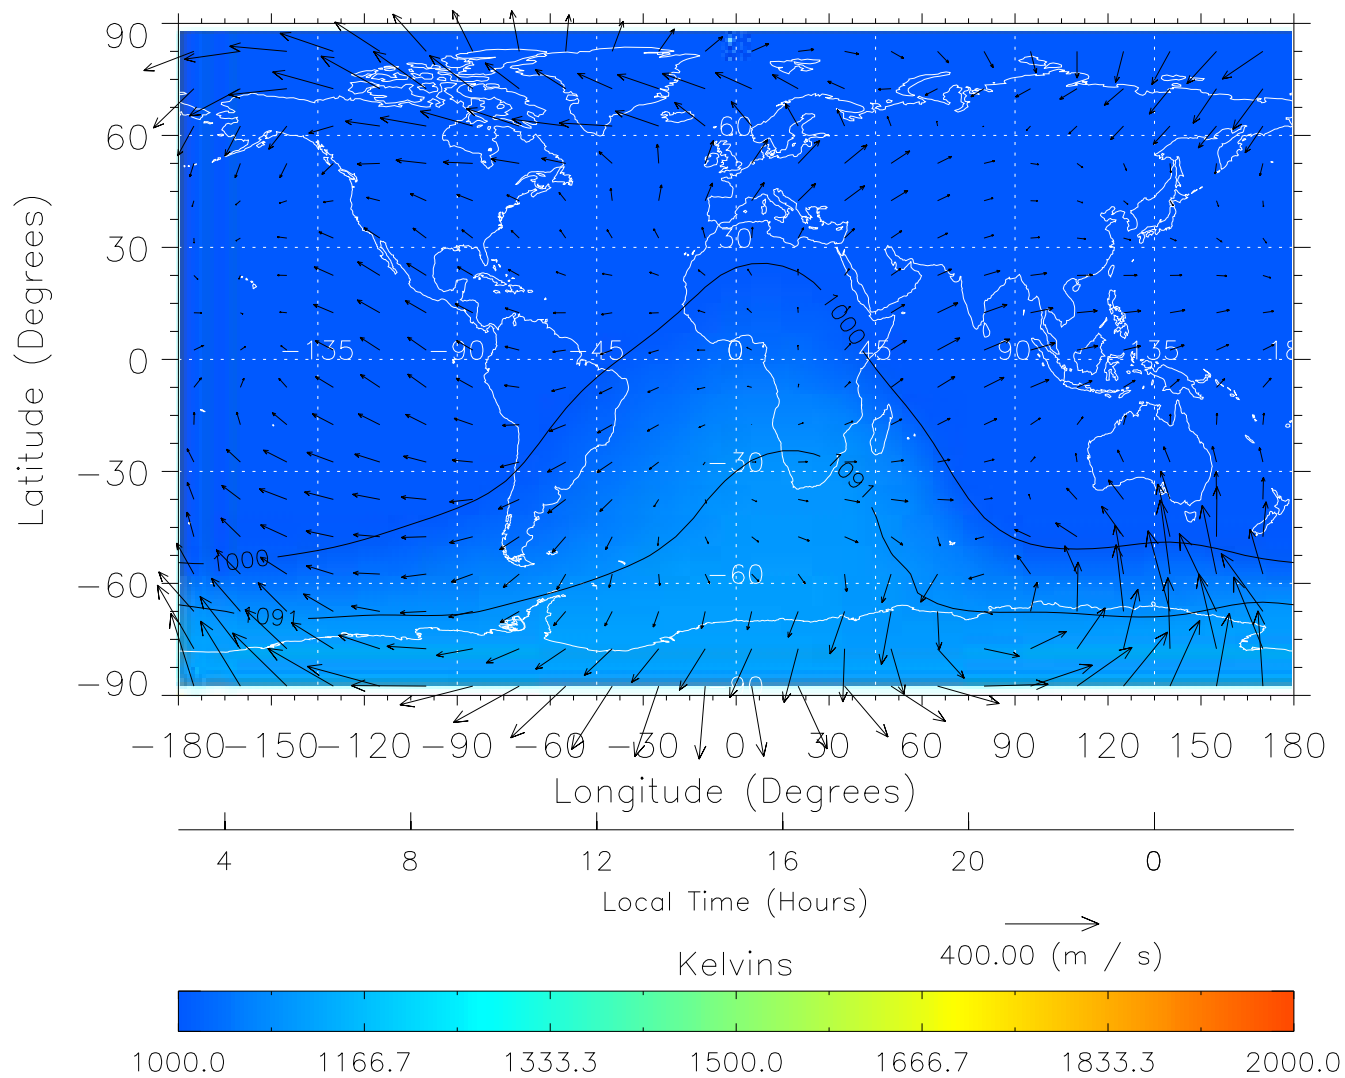 90
60
30
0
−30
−60
−90
Latitude (Degrees)
60
30
−135 −90 −45 0 45 90 135 18
−30
−60
−90
1000
1091
1000
1091
−180 −150 −120 −90 −60 −30 0 30 60 90 120 150 180
Longitude (Degrees)
4 8 12 16 20 0
Local Time (Hours)
400.00 (m / s)
Kelvins
1000.0 1166.7 1333.3 1500.0 1666.7 1833.3 2000.0